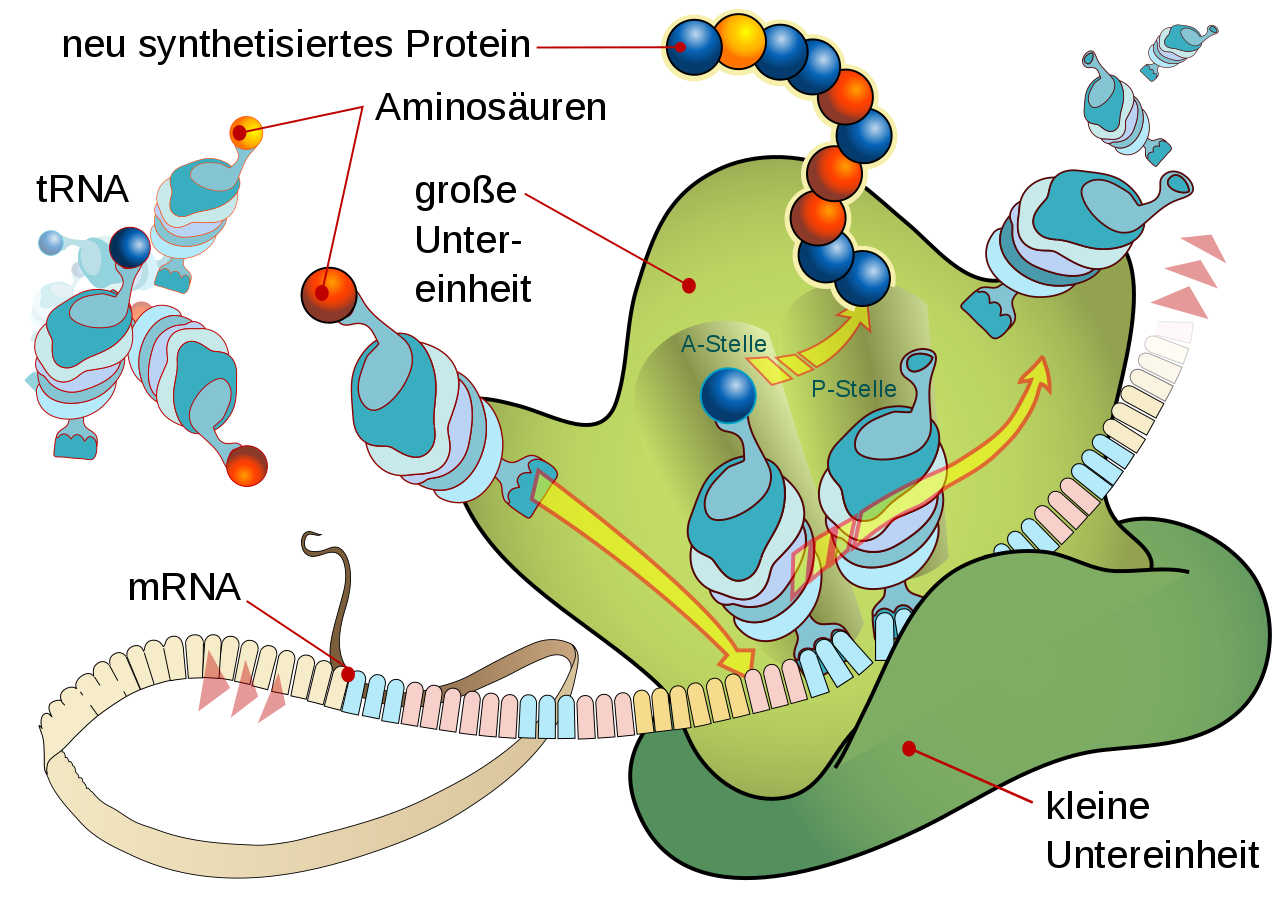 neu synthetisiertes Protein
Aminosäuren
tRNA
große
Unter-
einheit
A-Stelle
P-Stelle
mRNA
kleine
Untereinheit